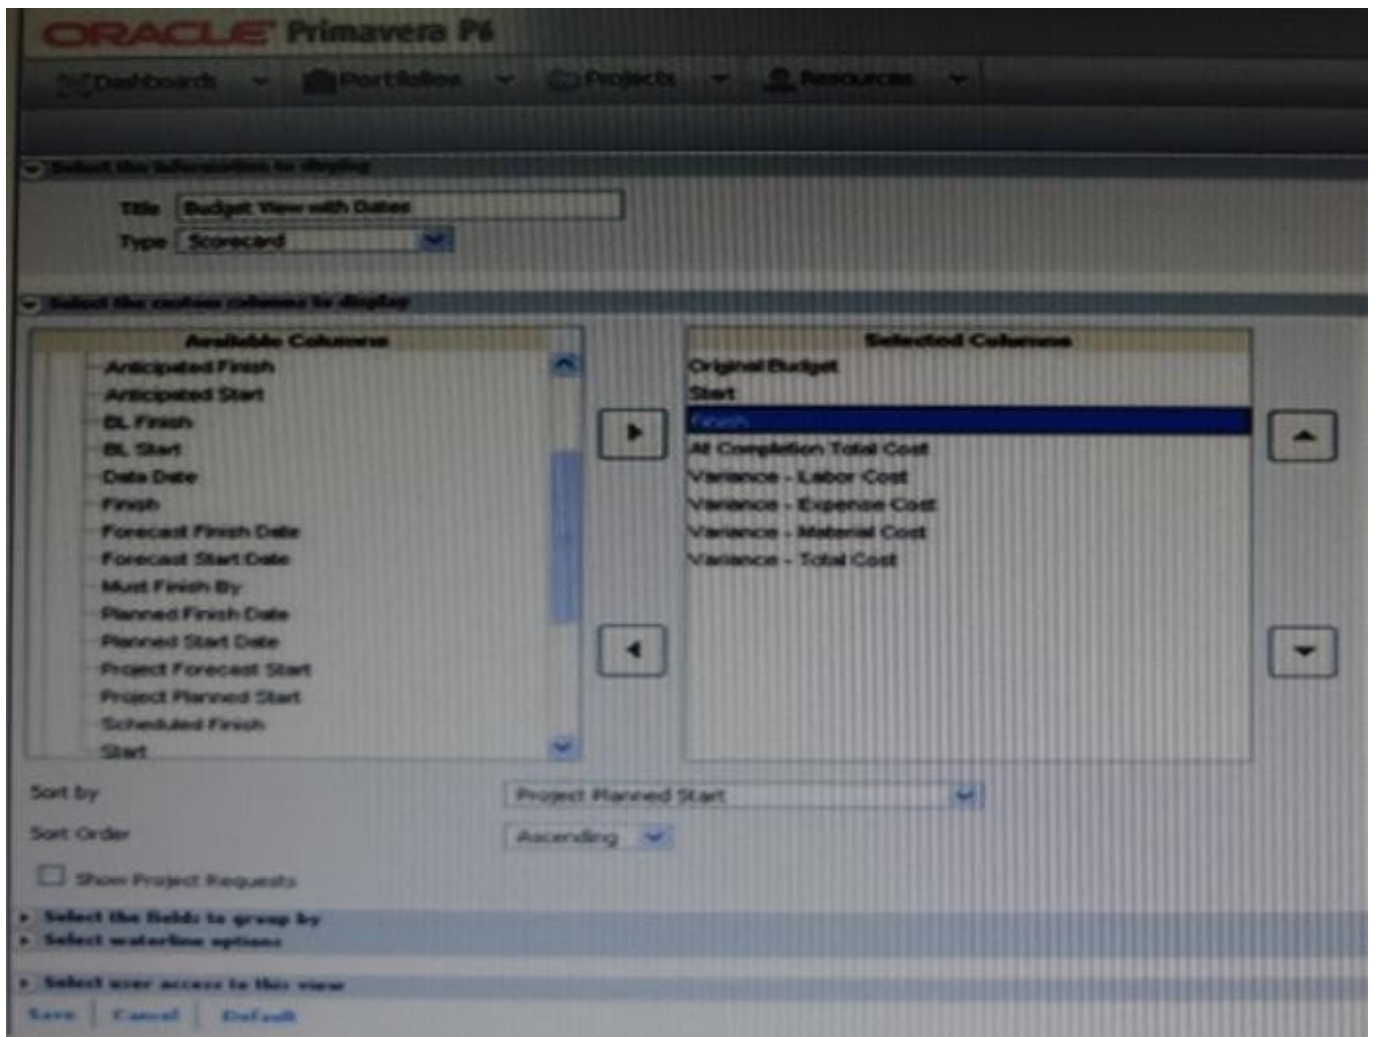 ORACLE Primavera P6
Dashboards Portfolios Projects Resources
Select the information to display
Title Budget View with Dates
Type Scorecard
Select the custom columns to display
Available Columns
Anticipated Finish
Anticipated Start
BL Finish
BL Start
Data Date
Finish
Forecast Finish Date
Forecast Start Date
Must Finish By
Planned Finish Date
Planned Start Date
Project Forecast Start
Project Planned Start
Scheduled Finish
Start
Selected Columns
Original Budget
Start
Finish
At Completion Total Cost
Variance - Labor Cost
Variance - Expense Cost
Variance - Material Cost
Variance - Total Cost
Sort by Project Planned Start
Sort Order Ascending
Show Project Requests
Select the fields to group by
Select waterline options
Select user access to this view
Save Cancel Default